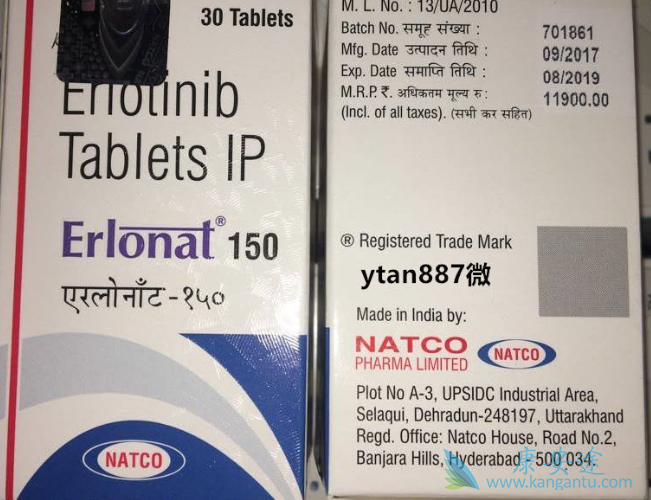 30 Tablets
Erlotinib
Tablets IP
Erlonat® 150
एरलोनाँट-१५०
NATCO
M. L. No. : 13/UA/2010
Batch No. समूह संख्या : 701861
Mfg. Date उत्पादन तिथि : 09/2017
Exp. Date समाप्ति तिथि : 08/2019
M.R.P. ₹. अधिकतम मूल्य रु : 11900.00
(Incl. of all taxes). (सभी कर सहित)
® Registered Trade Mark
ytan887微
Made in India by:
NATCO
PHARMA LIMITED
NATCO
Plot No A-3, UPSIDC Industrial Area,
Selaqui, Dehradun-248197, Uttarakhand
Regd. Office: Natco House, Road No.2,
Banjara Hills, Hyderabad - 500 034.
康安途
www.kangantu.com